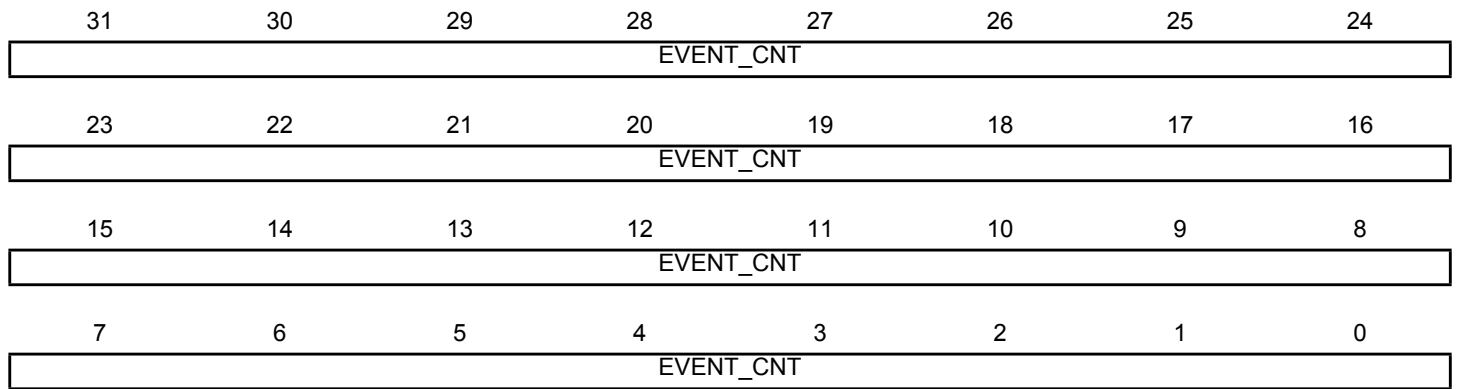 31 30 29 28 27 26 25 24
EVENT_CNT
23 22 21 20 19 18 17 16
EVENT_CNT
15 14 13 12 11 10 9 8
EVENT_CNT
7 6 5 4 3 2 1 0
EVENT_CNT